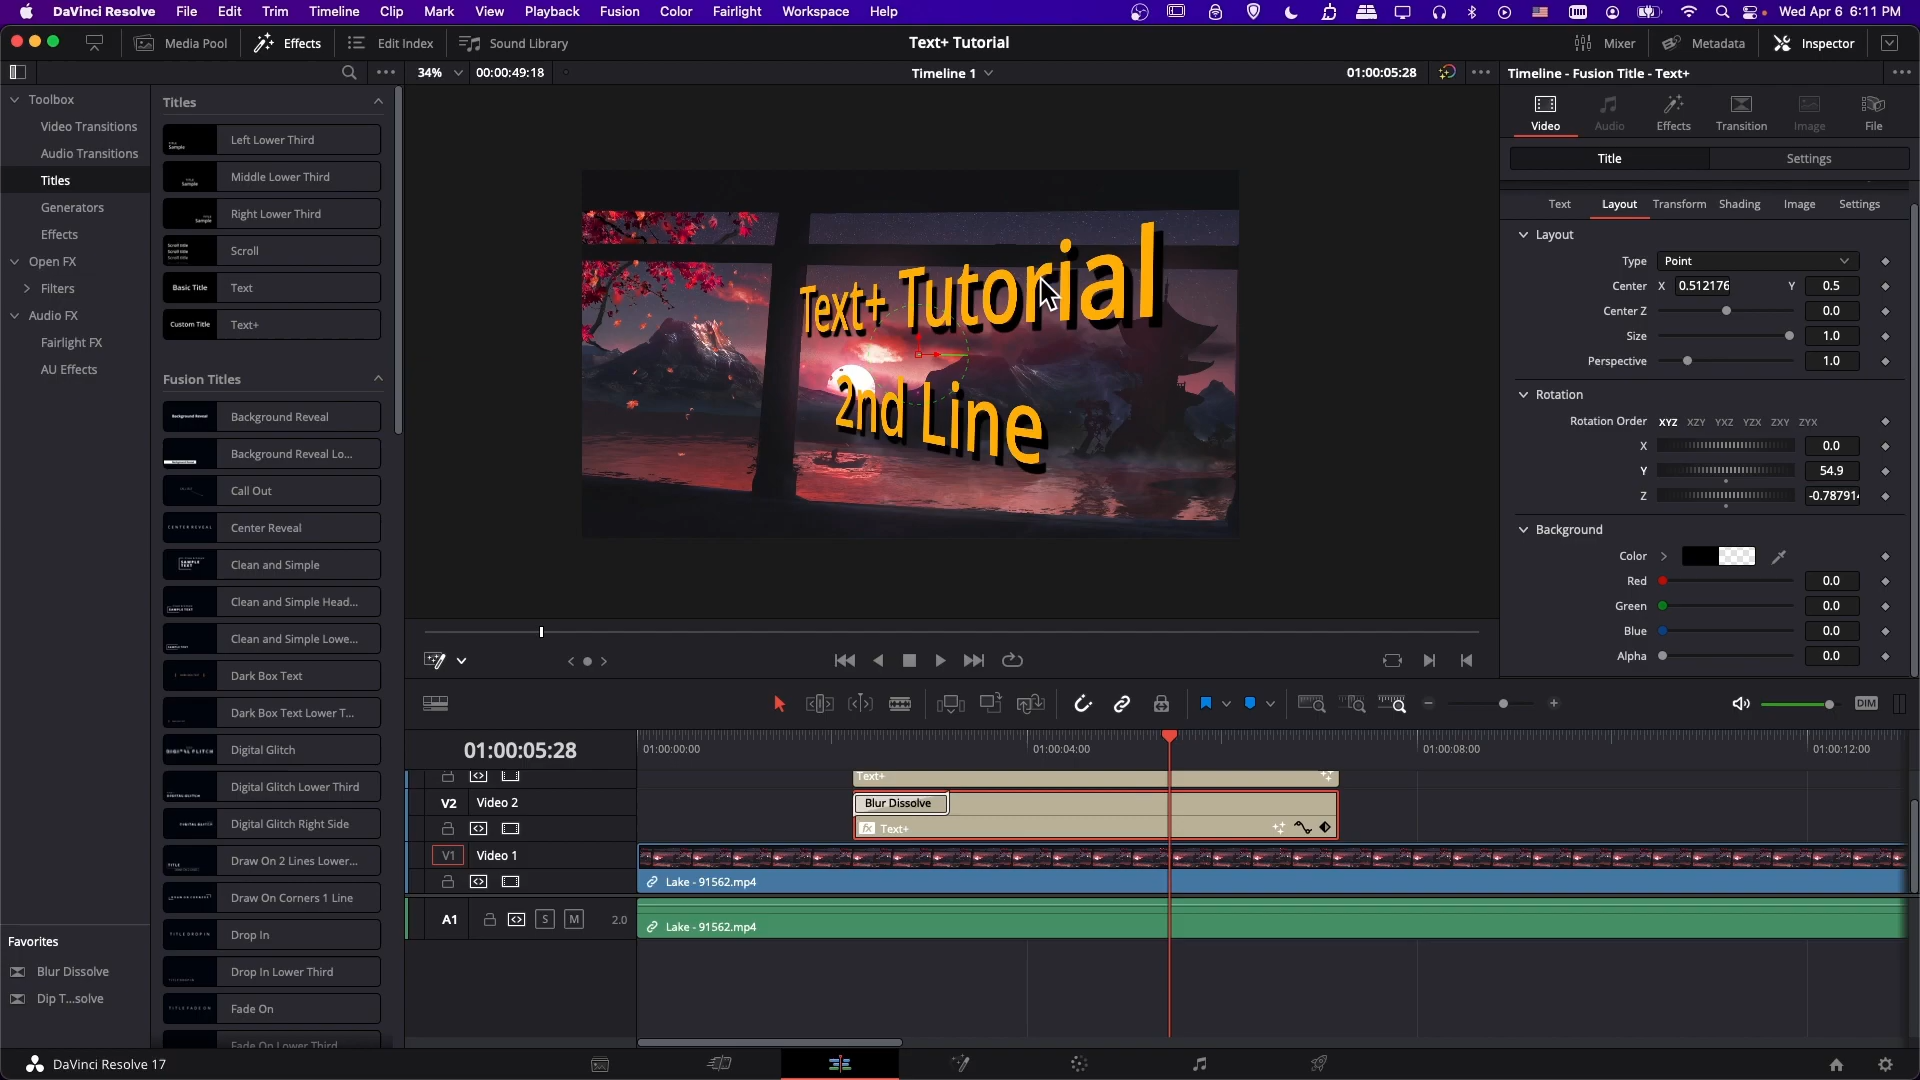 DaVinci Resolve File Edit Trim Timeline Clip Mark View Playback Fusion Color Fairlight Workspace Help Wed Apr 6 6:11 PM
Media Pool Effects Edit Index Sound Library Text+ Tutorial Mixer Metadata Inspector
34% 00:00:49:18 Timeline 1 01:00:05:28 Timeline - Fusion Title - Text+
Toolbox
Video Transitions
Audio Transitions
Titles
Generators
Effects
Open FX
Filters
Audio FX
Fairlight FX
AU Effects
Favorites
Blur Dissolve
Dip T...solve
Titles
Left Lower Third
Middle Lower Third
Right Lower Third
Scroll
Basic Title Text
Custom Title Text+
Fusion Titles
Background Reveal
Background Reveal Lo...
Call Out
Center Reveal
Clean and Simple
Clean and Simple Head...
Clean and Simple Lowe...
Dark Box Text
Dark Box Text Lower T...
Digital Glitch
Digital Glitch Lower Third
Digital Glitch Right Side
Draw On 2 Lines Lower...
Draw On Corners 1 Line
Drop In
Drop In Lower Third
Fade On
Fade On Lower Third
Text+ Tutorial
2nd Line
Video Audio Effects Transition Image File
Title Settings
Text Layout Transform Shading Image Settings
Layout
Type Point
Center X 0.512176 Y 0.5
Center Z 0.0
Size 1.0
Perspective 1.0
Rotation
Rotation Order XYZ XZY YXZ YZX ZXY ZYX
X 0.0
Y 54.9
Z -0.78791
Background
Color
Red 0.0
Green 0.0
Blue 0.0
Alpha 0.0
DIM
01:00:05:28 01:00:00:00 01:00:04:00 01:00:08:00 01:00:12:00
Text+
V2 Video 2 Blur Dissolve
fx Text+
V1 Video 1
Lake - 91562.mp4
A1 S M 2.0
Lake - 91562.mp4
DaVinci Resolve 17